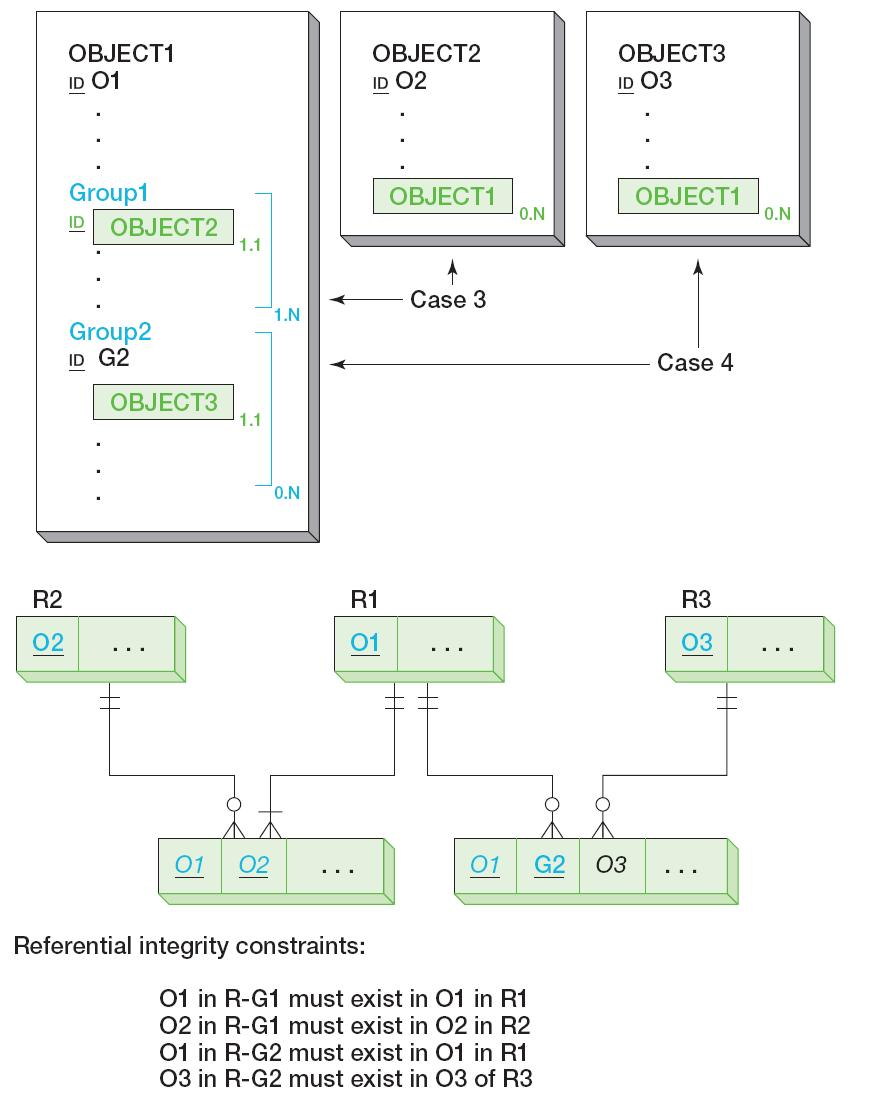 OBJECT1
ID O1
.
.
.
Group1
ID OBJECT2 1.1
.
.
.
1.N
Group2
ID G2
OBJECT3 1.1
.
.
.
0.N
OBJECT2
ID O2
.
.
.
OBJECT1 0.N
OBJECT3
ID O3
.
.
.
OBJECT1 0.N
Case 3
Case 4
R2
O2 ...
R1
O1 ...
R3
O3 ...
O1 O2 ...
O1 G2 O3 ...
Referential integrity constraints:
O1 in R-G1 must exist in O1 in R1
O2 in R-G1 must exist in O2 in R2
O1 in R-G2 must exist in O1 in R1
O3 in R-G2 must exist in O3 of R3